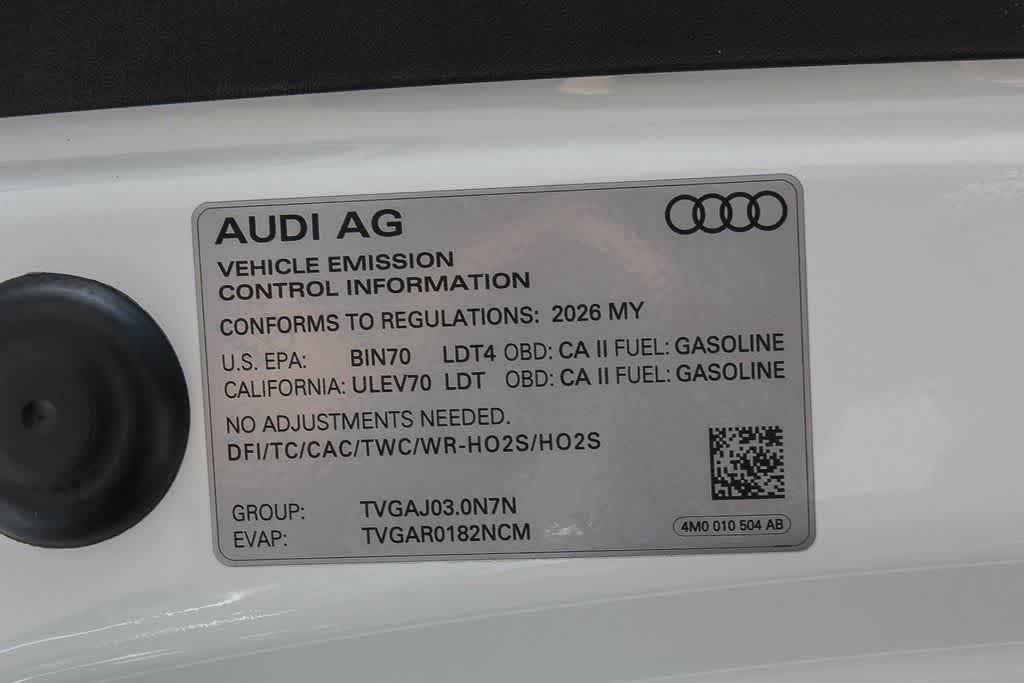 AUDI AG
VEHICLE EMISSION
CONTROL INFORMATION
CONFORMS TO REGULATIONS: 2026 MY
U.S. EPA: BIN70 LDT4 OBD: CA II FUEL: GASOLINE
CALIFORNIA: ULEV70 LDT OBD: CA II FUEL: GASOLINE
NO ADJUSTMENTS NEEDED.
DFI/TC/CAC/TWC/WR-HO2S/HO2S
GROUP: TVGAJ03.0N7N
EVAP: TVGAR0182NCM
4M0 010 504 AB